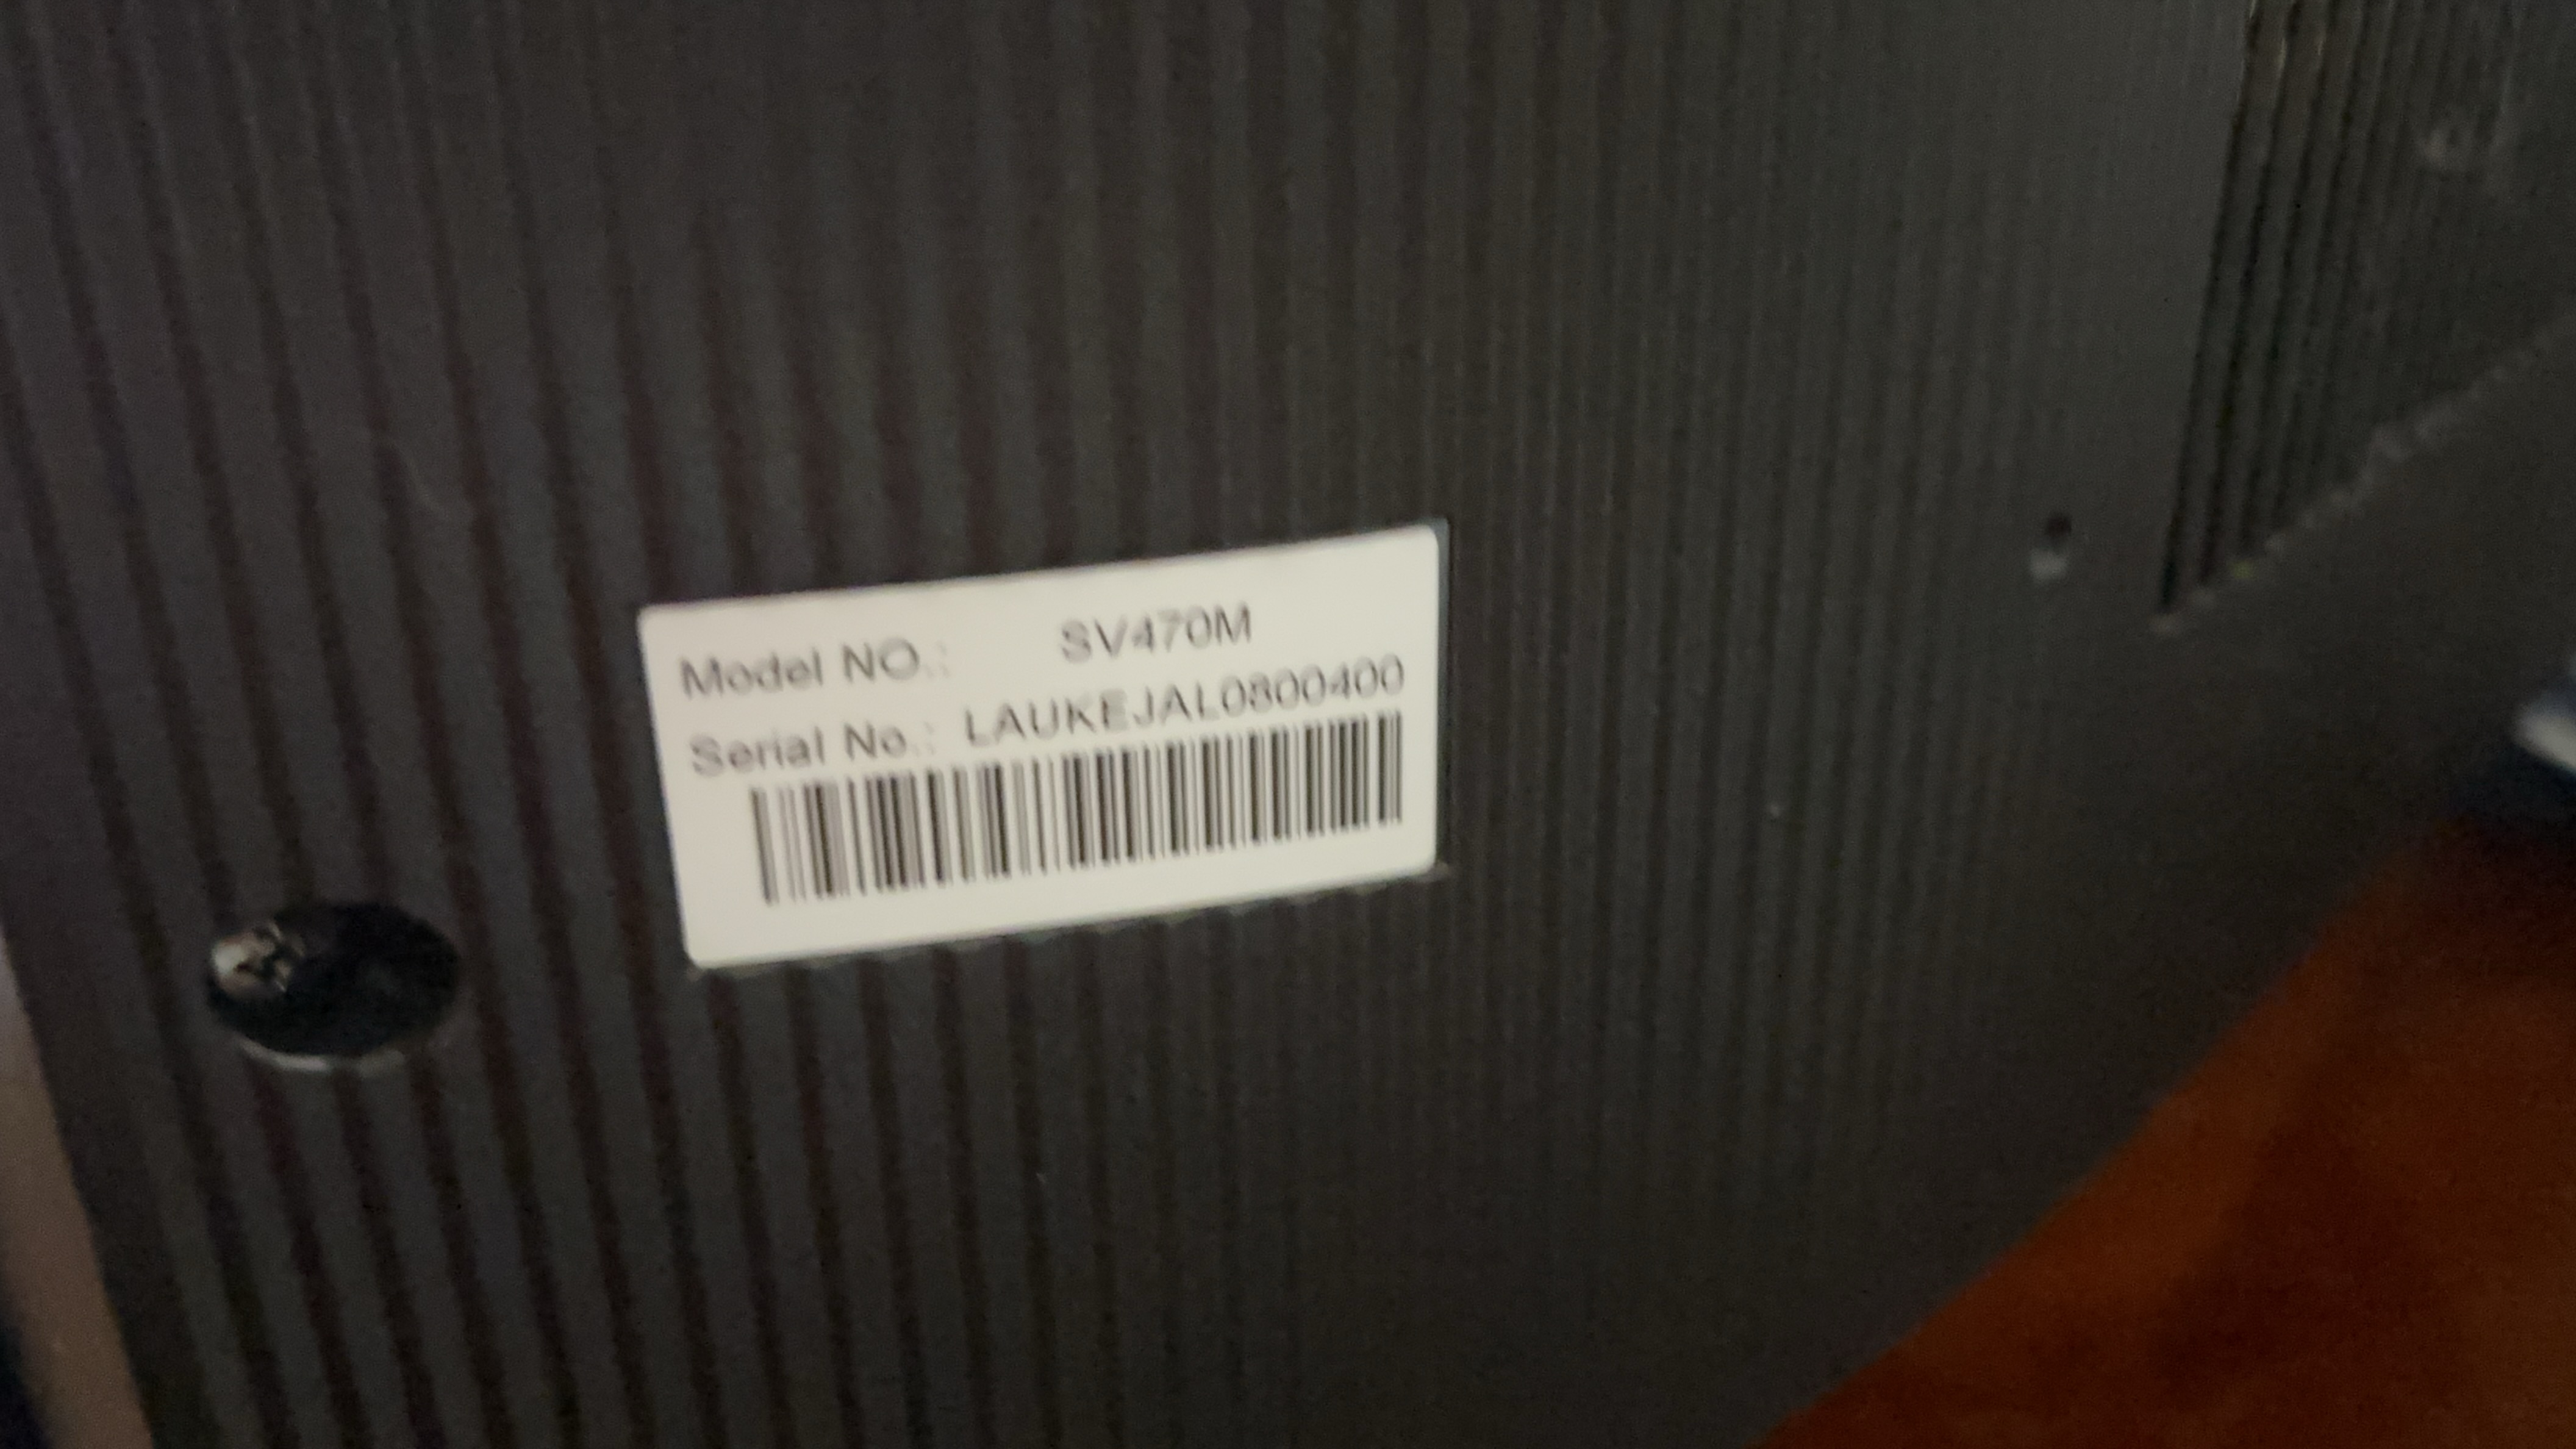 Model NO.: SV470M
Serial No.: LAUKEJAL0800400